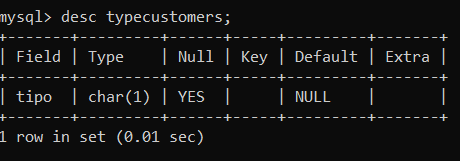 mysql> desc typecustomers;
+-------+---------+------+-----+---------+-------+
| Field | Type    | Null | Key | Default | Extra |
+-------+---------+------+-----+---------+-------+
| tipo  | char(1) | YES  |     | NULL    |       |
+-------+---------+------+-----+---------+-------+
1 row in set (0.01 sec)